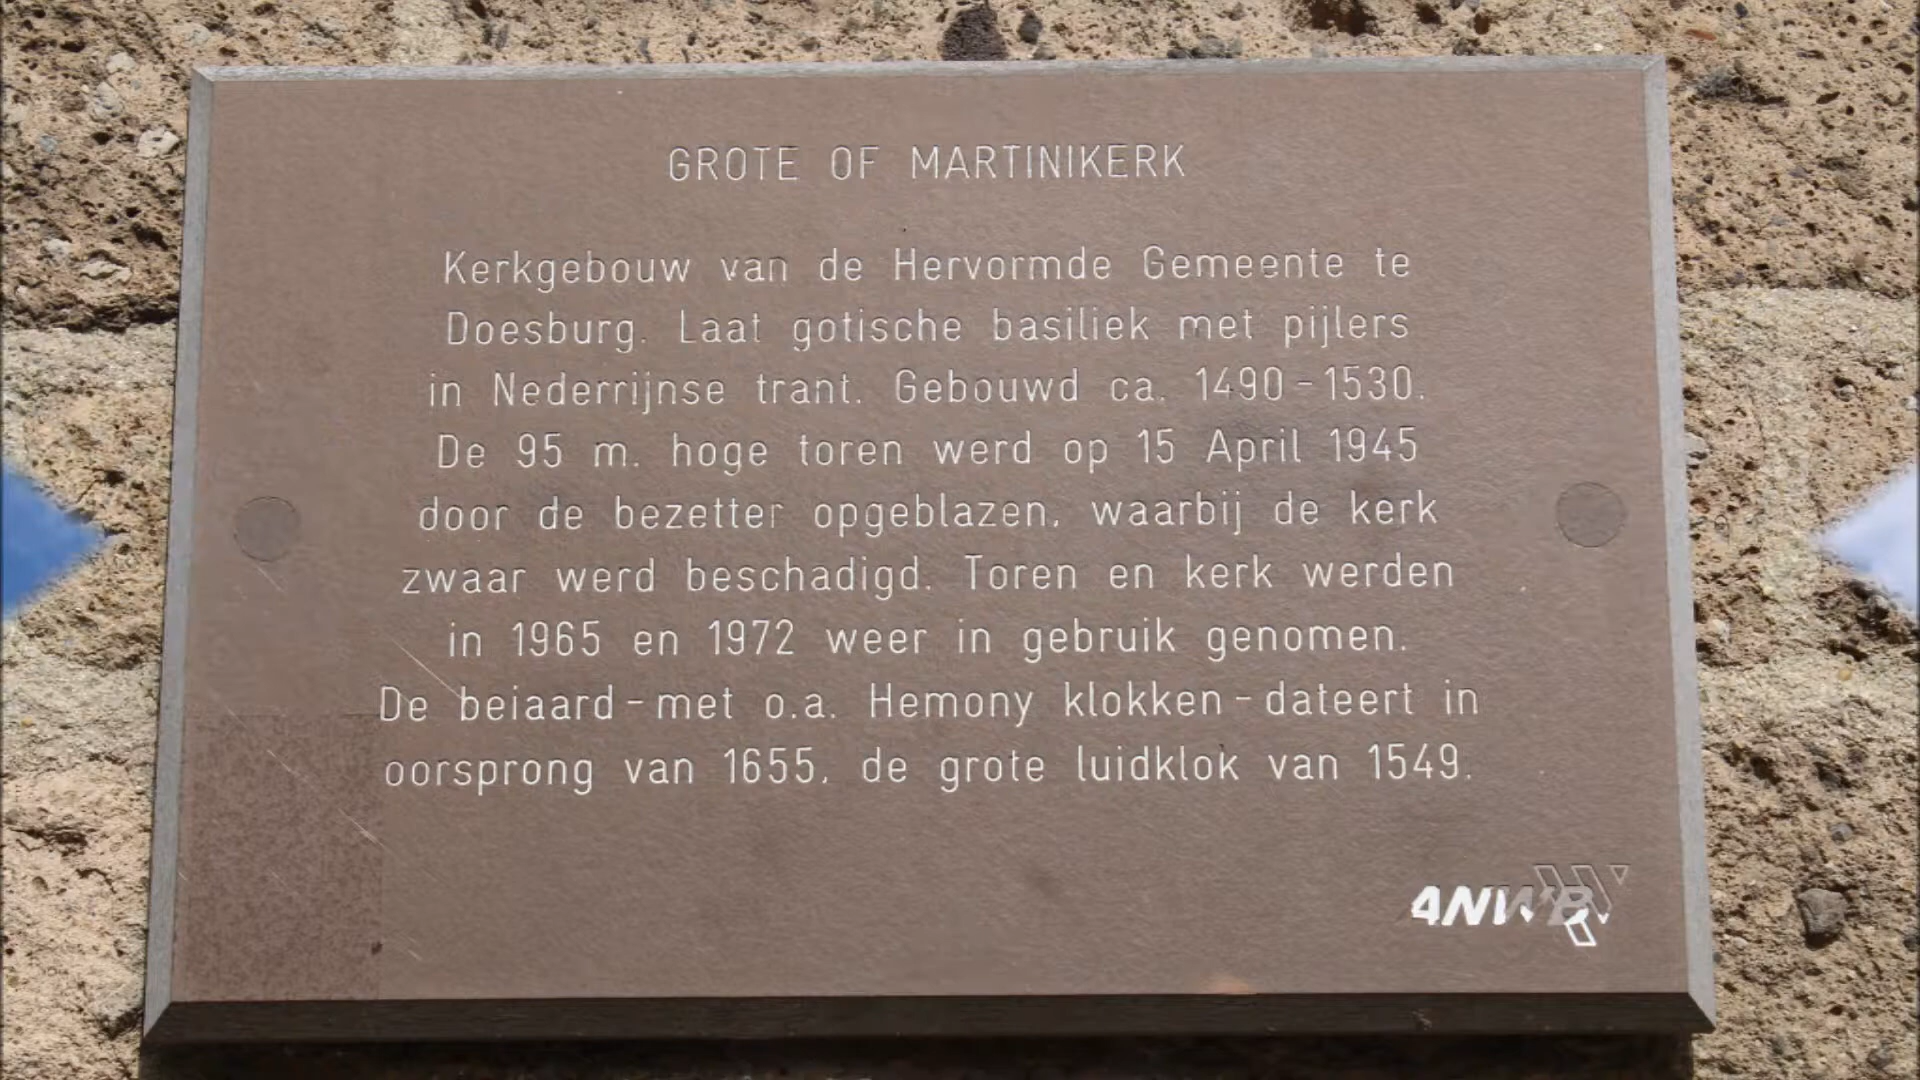 GROTE OF MARTINIKERK
Kerkgebouw van de Hervormde Gemeente te
Doesburg. Laat gotische basiliek met pijlers
in Nederrijnse trant. Gebouwd ca. 1490-1530.
De 95 m. hoge toren werd op 15 April 1945
door de bezetter opgeblazen, waarbij de kerk
zwaar werd beschadigd. Toren en kerk werden
in 1965 en 1972 weer in gebruik genomen.
De beiaard-met o.a. Hemony klokken-dateert in
oorsprong van 1655, de grote luidklok van 1549.
ANWB